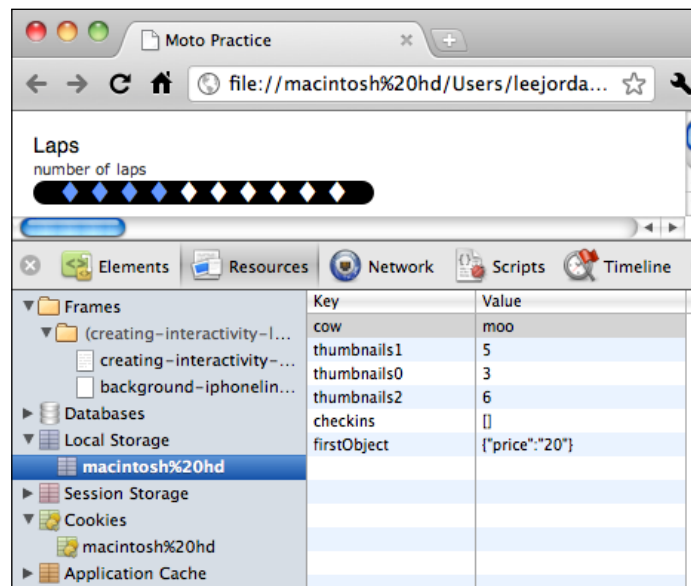 Moto Practice
file://macintosh%20hd/Users/leejorda...
Laps
number of laps
Elements Resources Network Scripts Timeline
Frames
(creating-interactivity-l...
creating-interactivity-...
background-iphonelin...
Databases
Local Storage
macintosh%20hd
Session Storage
Cookies
macintosh%20hd
Application Cache
Key Value
cow moo
thumbnails1 5
thumbnails0 3
thumbnails2 6
checkins []
firstObject {"price":"20"}